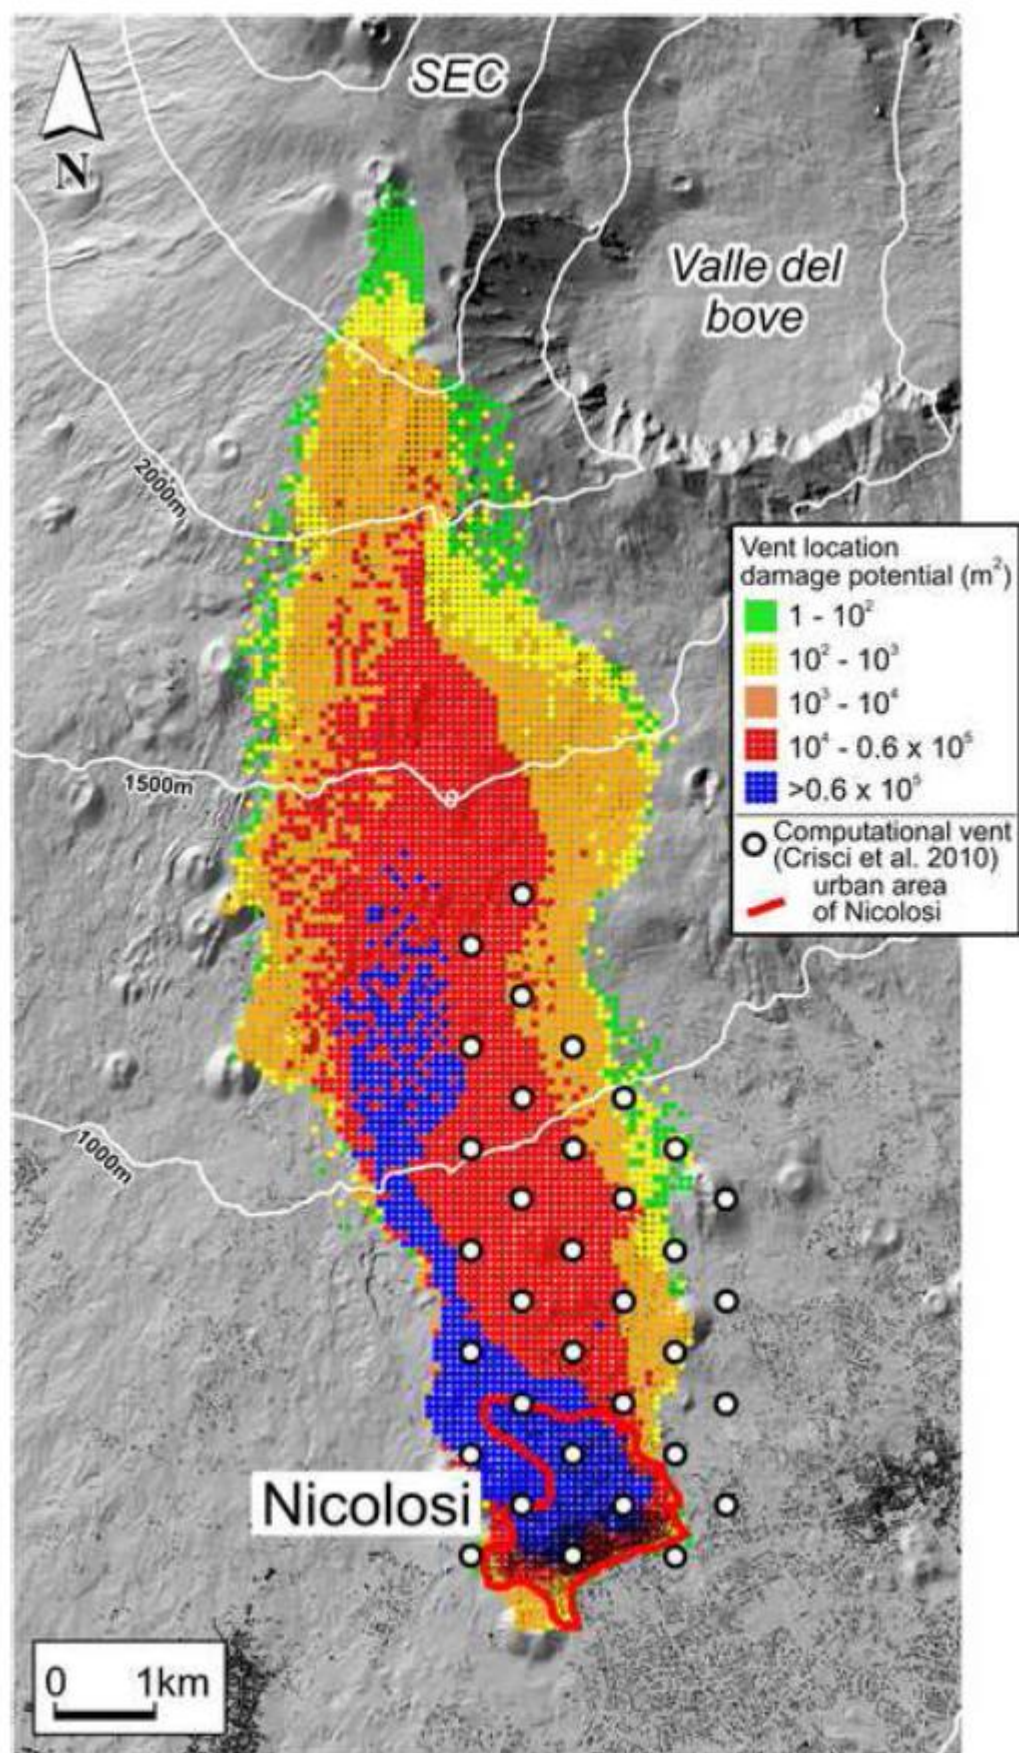 SEC
N
Valle del
bove
2000m
Vent location
damage potential (m²)
1 - 10²
10² - 10³
10³ - 10⁴
10⁴ - 0.6 x 10⁵
>0.6 x 10⁵
Computational vent
(Crisci et al. 2010)
urban area
of Nicolosi
1500m
1000m
Nicolosi
0 1km